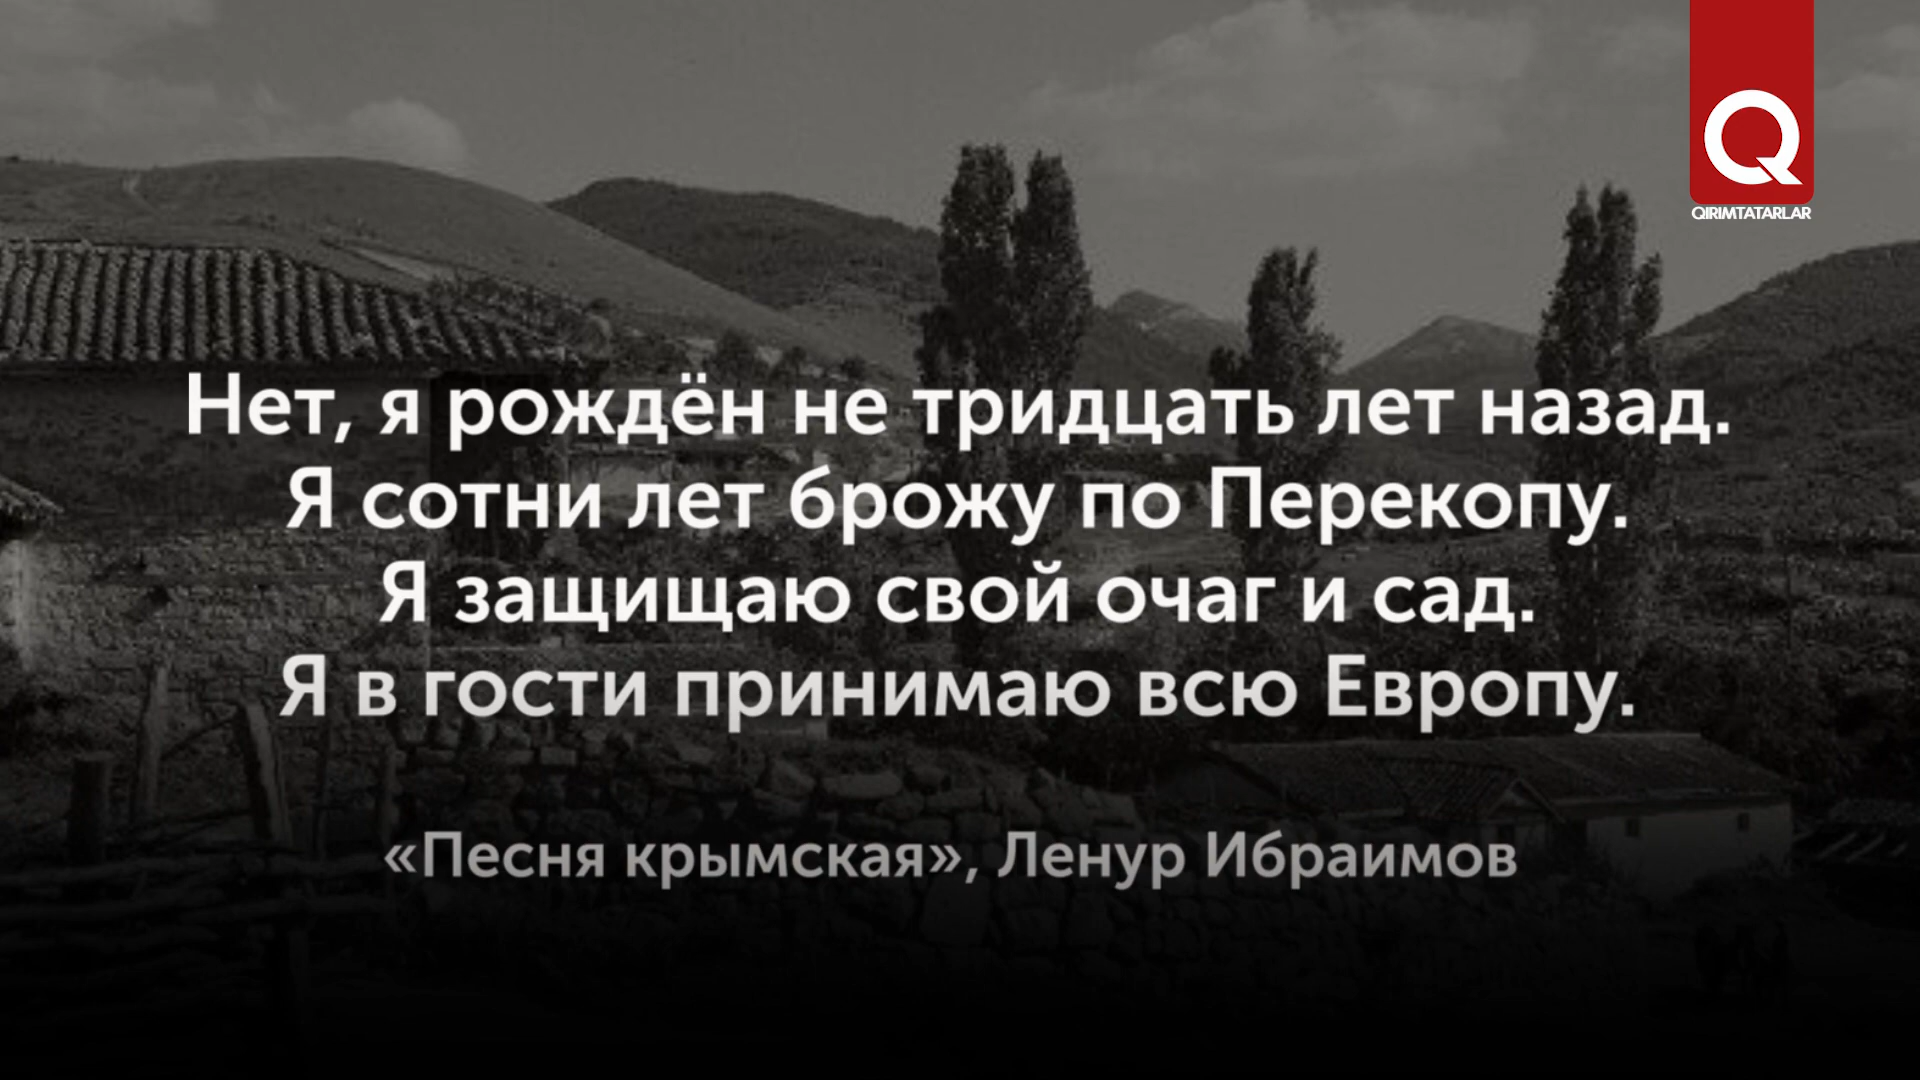 QIRIMTATARLAR
Нет, я рождён не тридцать лет назад.
Я сотни лет брожу по Перекопу.
Я защищаю свой очаг и сад.
Я в гости принимаю всю Европу.
«Песня крымская», Ленур Ибраимов